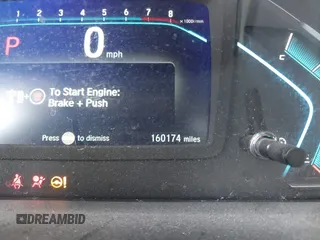 1 2 3 4 5 6 7 8 x 1000r/min
P 0 mph
To Start Engine:
Brake + Push
Press to dismiss
160174 miles
DREAMBID